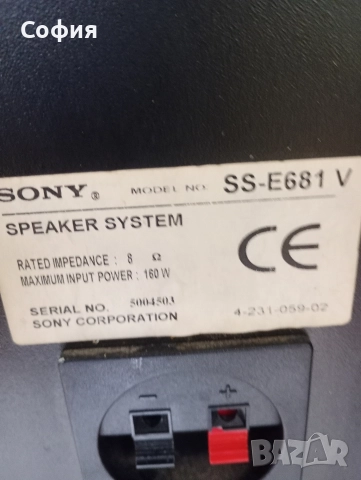 София
SONY ® MODEL NO. SS-E681 V
SPEAKER SYSTEM
RATED IMPEDANCE : 8 Ω
MAXIMUM INPUT POWER : 160 W
CE
SERIAL NO. 5004503
SONY CORPORATION
4-231-059-02
− +
BAZAR